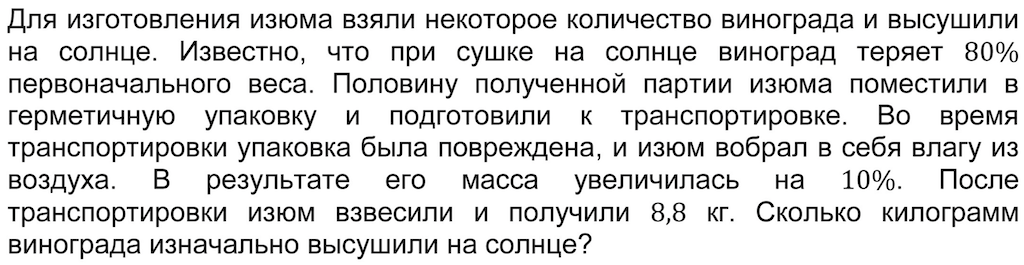 Для изготовления изюма взяли некоторое количество винограда и высушили
на солнце. Известно, что при сушке на солнце виноград теряет 80%
первоначального веса. Половину полученной партии изюма поместили в
герметичную упаковку и подготовили к транспортировке. Во время
транспортировки упаковка была повреждена, и изюм вобрал в себя влагу из
воздуха. В результате его масса увеличилась на 10%. После
транспортировки изюм взвесили и получили 8,8 кг. Сколько килограмм
винограда изначально высушили на солнце?